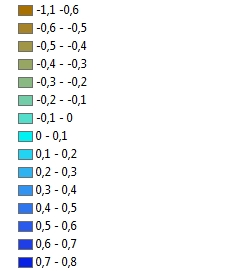 -1,1 -0,6
-0,6 - -0,5
-0,5 - -0,4
-0,4 - -0,3
-0,3 - -0,2
-0,2 - -0,1
-0,1 - 0
0 - 0,1
0,1 - 0,2
0,2 - 0,3
0,3 - 0,4
0,4 - 0,5
0,5 - 0,6
0,6 - 0,7
0,7 - 0,8